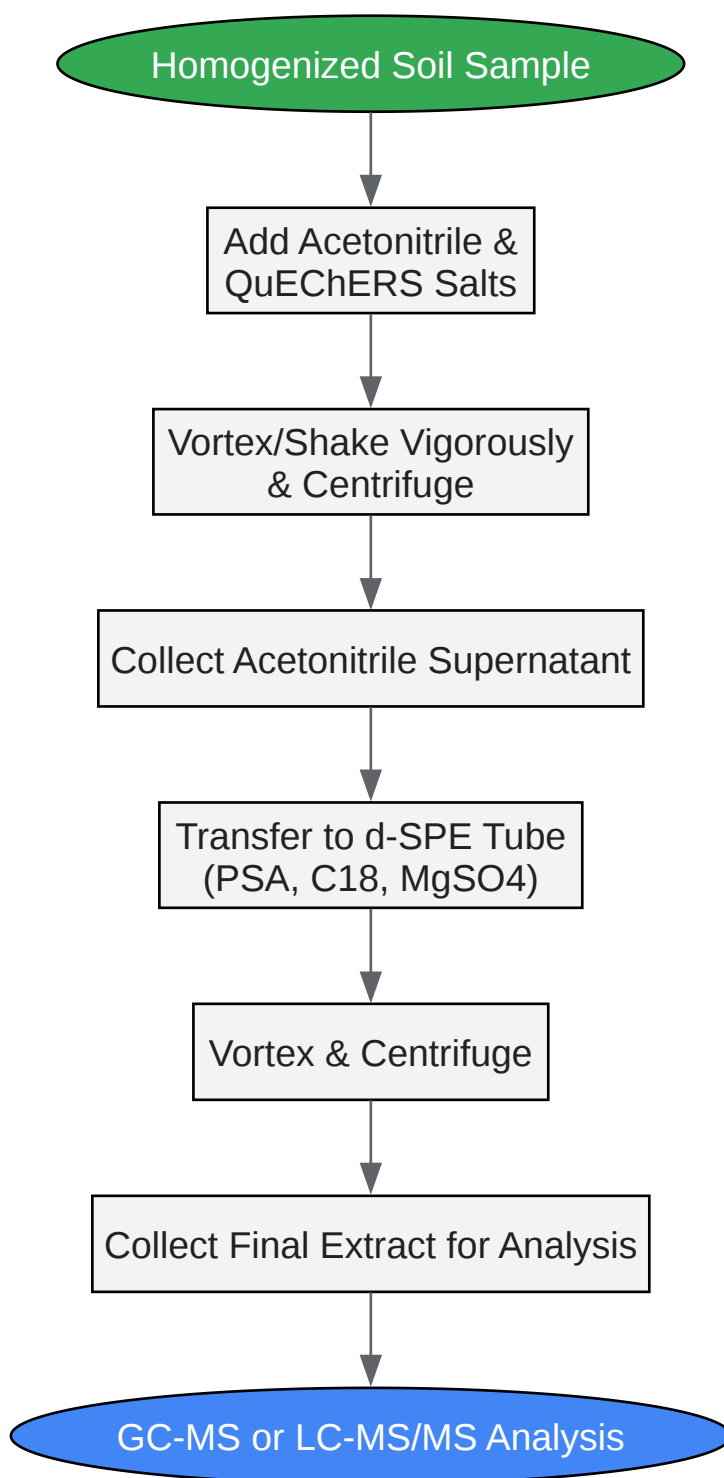 Homogenized Soil Sample
Add Acetonitrile &
QuEChERS Salts
Vortex/Shake Vigorously
& Centrifuge
Collect Acetonitrile Supernatant
Transfer to d-SPE Tube
(PSA, C18, MgSO4)
Vortex & Centrifuge
Collect Final Extract for Analysis
GC-MS or LC-MS/MS Analysis